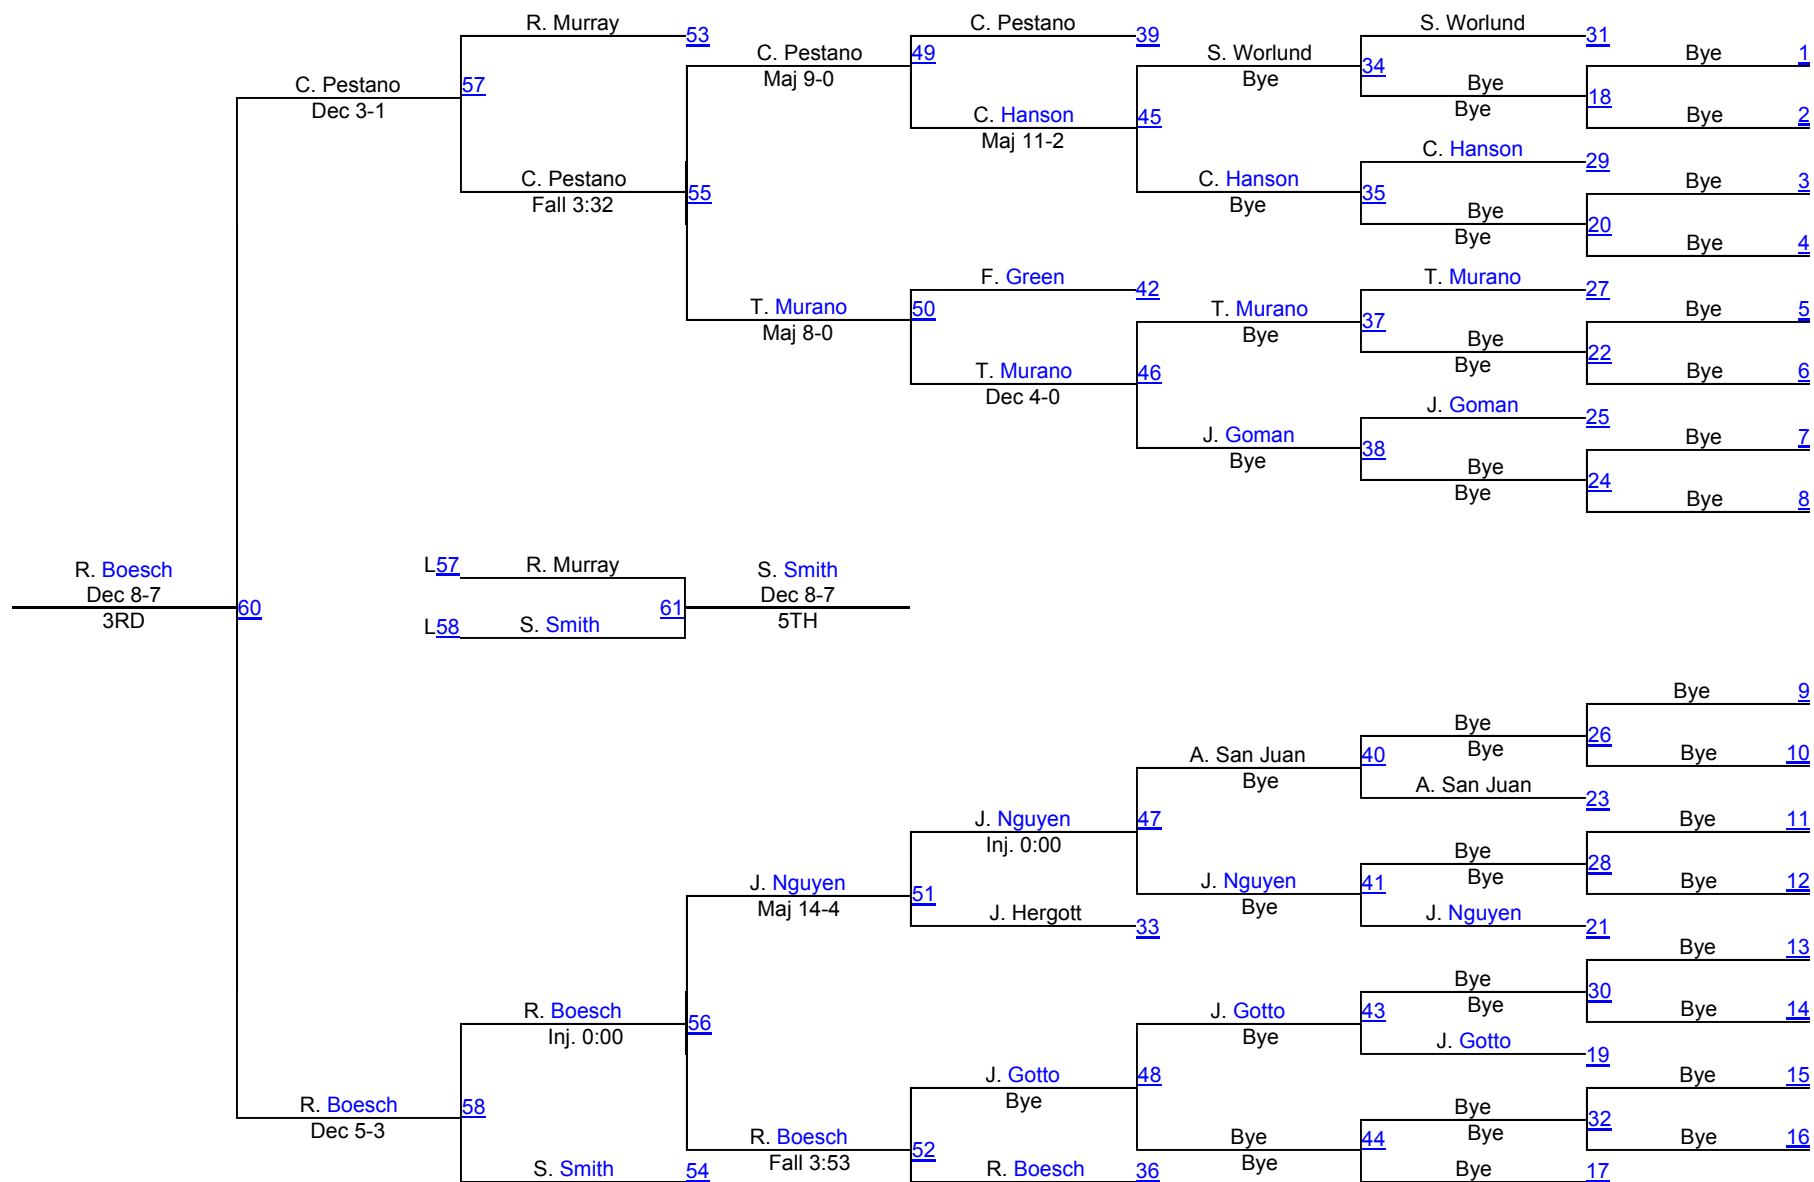 R. Murray
53
C. Pestano
39
S. Worlund
31
C. Pestano
Maj 9-0
49
S. Worlund
Bye
34
Bye
1
C. Pestano
Dec 3-1
57
Bye
Bye
18
Bye
2
C. Hanson
Maj 11-2
45
C. Hanson
29
C. Pestano
Fall 3:32
55
C. Hanson
Bye
35
Bye
3
Bye
Bye
20
Bye
4
F. Green
42
T. Murano
27
T. Murano
Maj 8-0
50
T. Murano
Bye
37
Bye
5
Bye
Bye
22
Bye
6
T. Murano
Dec 4-0
46
J. Goman
25
J. Goman
Bye
38
Bye
7
Bye
Bye
24
Bye
8
R. Boesch
Dec 8-7
3RD
60
L57
R. Murray
L58
S. Smith
61
S. Smith
Dec 8-7
5TH
Bye
9
Bye
Bye
26
Bye
10
A. San Juan
Bye
40
A. San Juan
23
J. Nguyen
Inj. 0:00
47
Bye
11
Bye
Bye
28
Bye
12
J. Nguyen
Maj 14-4
51
J. Nguyen
Bye
41
J. Nguyen
21
J. Hergott
33
Bye
13
Bye
Bye
30
Bye
14
R. Boesch
Inj. 0:00
56
J. Gotto
Bye
43
J. Gotto
19
J. Gotto
Bye
48
Bye
15
R. Boesch
Dec 5-3
58
Bye
Bye
32
Bye
16
R. Boesch
Fall 3:53
52
Bye
Bye
44
S. Smith
54
R. Boesch
36
Bye
17